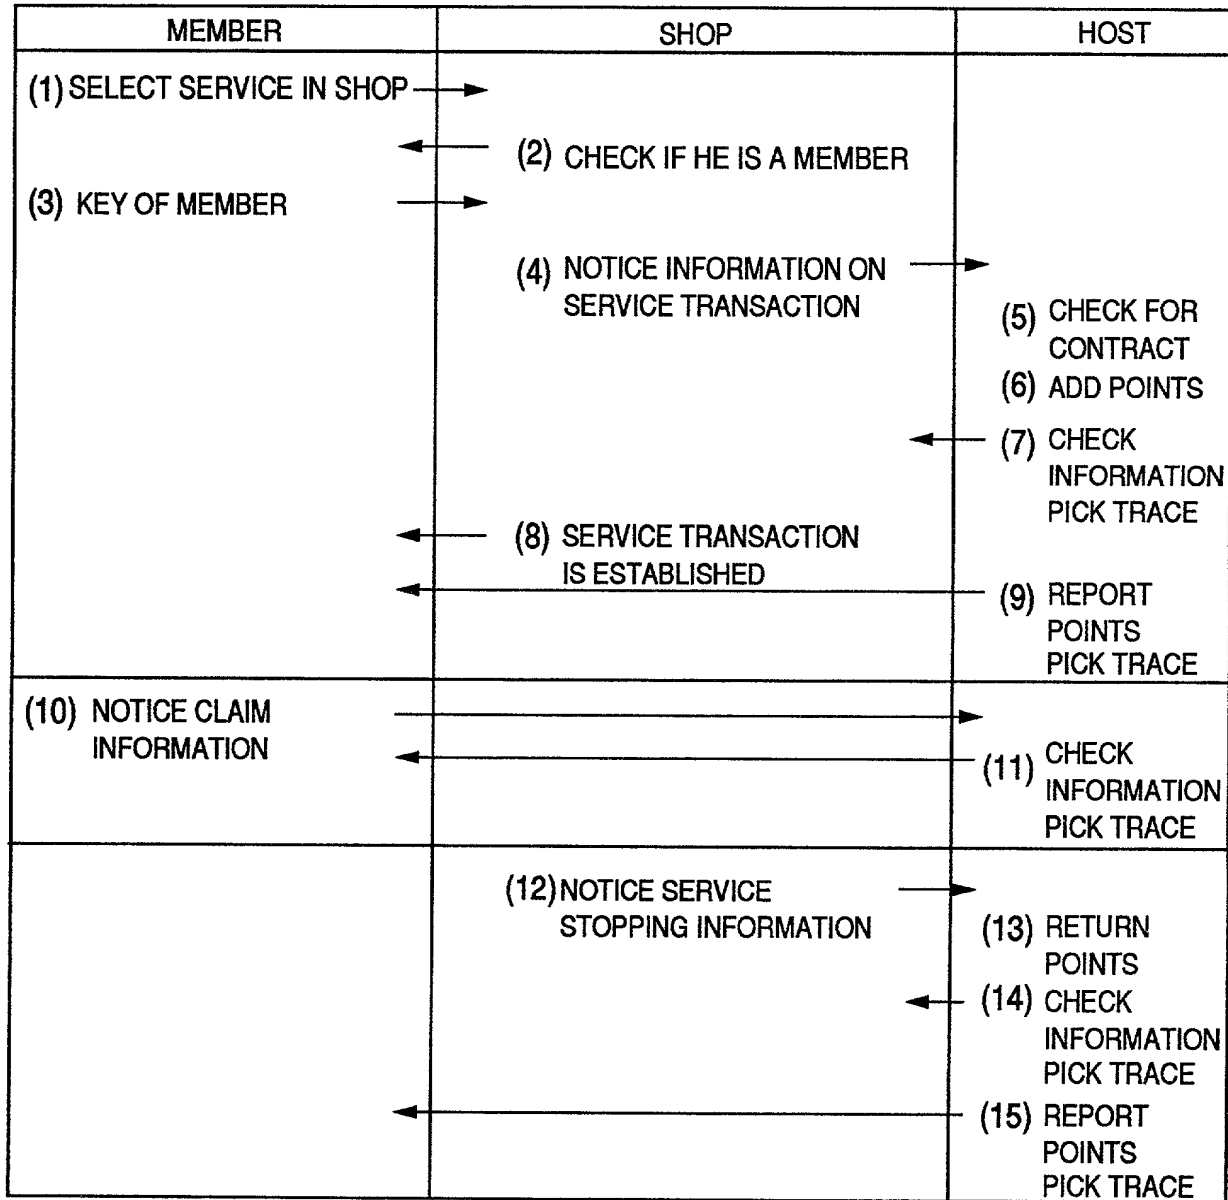 MEMBER
SHOP
HOST
(1) SELECT SERVICE IN SHOP
(2) CHECK IF HE IS A MEMBER
(3) KEY OF MEMBER
(4) NOTICE INFORMATION ON
SERVICE TRANSACTION
(5) CHECK FOR
CONTRACT
(6) ADD POINTS
(7) CHECK
INFORMATION
PICK TRACE
(8) SERVICE TRANSACTION
IS ESTABLISHED
(9) REPORT
POINTS
PICK TRACE
(10) NOTICE CLAIM
INFORMATION
(11) CHECK
INFORMATION
PICK TRACE
(12) NOTICE SERVICE
STOPPING INFORMATION
(13) RETURN
POINTS
(14) CHECK
INFORMATION
PICK TRACE
(15) REPORT
POINTS
PICK TRACE